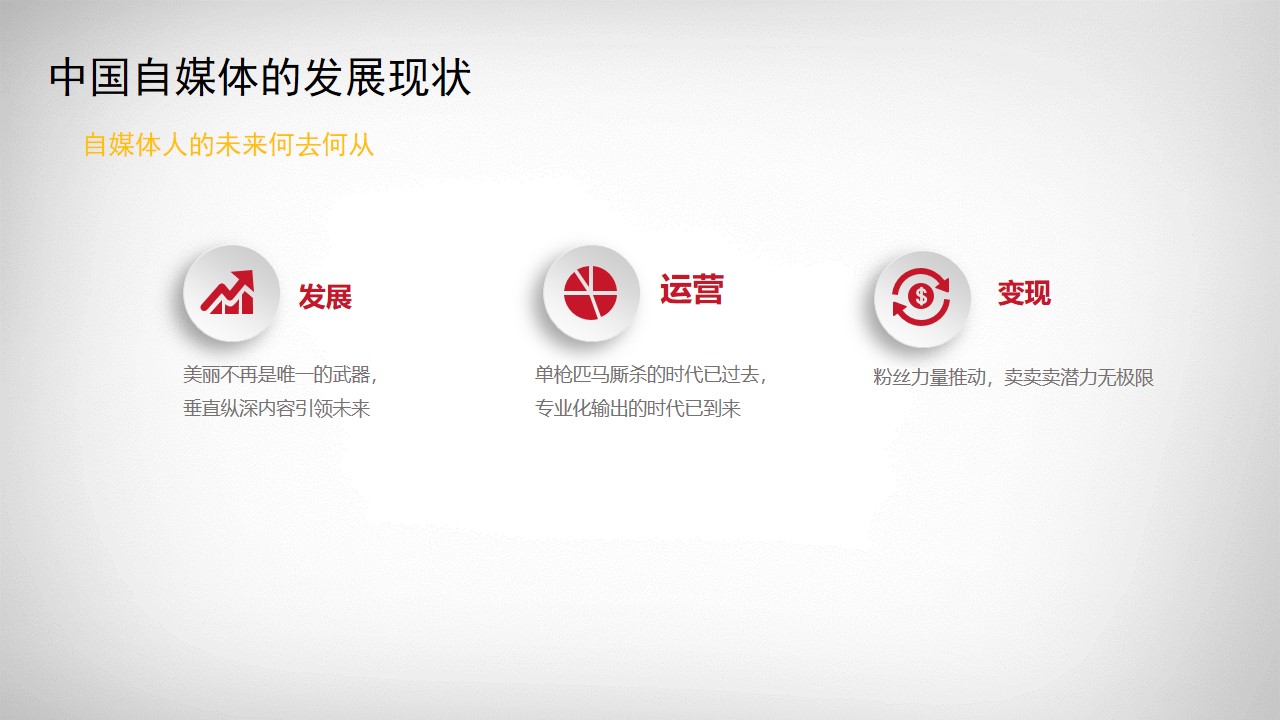 中国自媒体的发展现状
自媒体人的未来何去何从
发展
美丽不再是唯一的武器，
垂直纵深内容引领未来
运营
单枪匹马厮杀的时代已过去，
专业化输出的时代已到来
$
变现
粉丝力量推动，卖卖卖潜力无极限